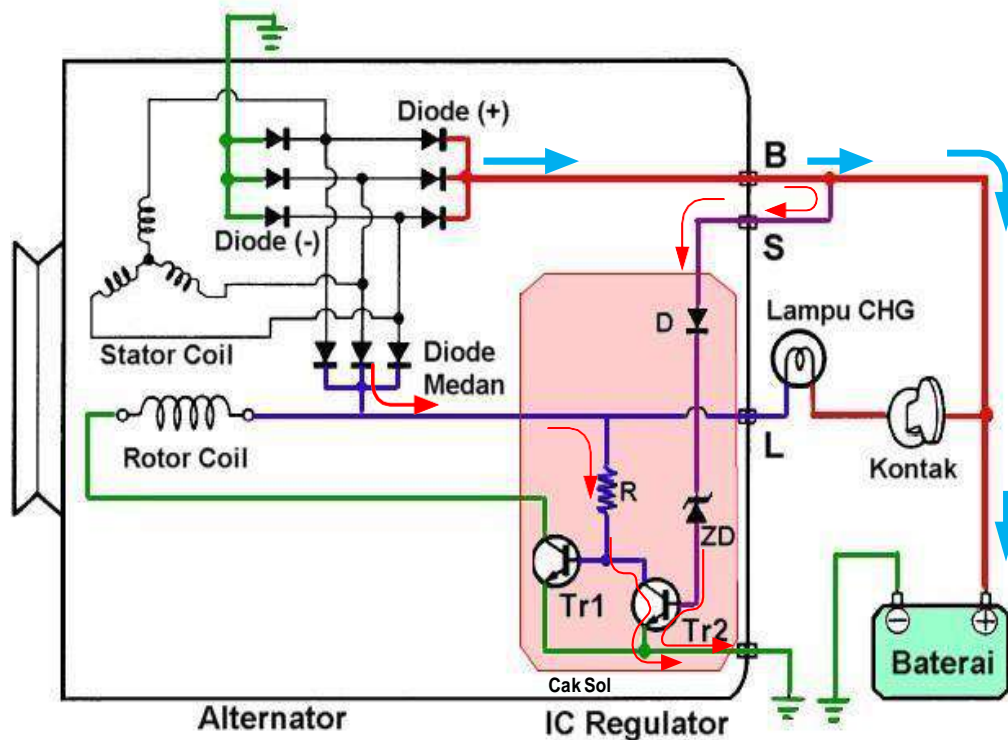 Diode (+)
B
Diode (-)
S
D
Lampu CHG
Stator Coil
Diode
Medan
L
Rotor Coil
Kontak
R
ZD
Tr1
Tr2
Baterai
Cak Sol
Alternator
IC Regulator